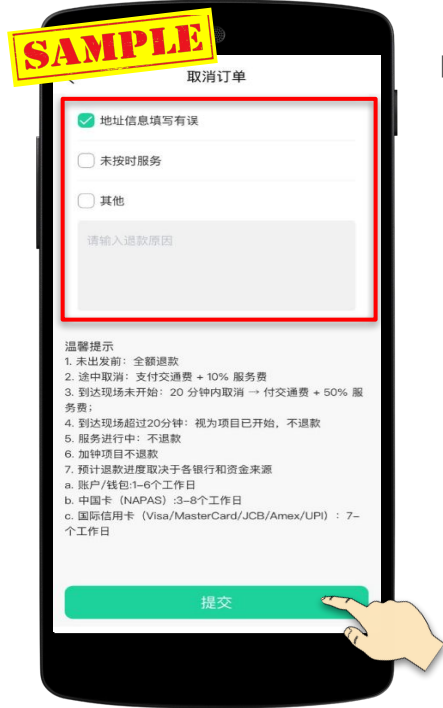 SAMPLE
取消订单
地址信息填写有误
未按时服务
其他
请输入退款原因
温馨提示
1. 未出发前：全额退款
2. 途中取消：支付交通费 + 10% 服务费
3. 到达现场未开始：20 分钟内取消 → 付交通费 + 50% 服
务费；
4. 到达现场超过20分钟：视为项目已开始，不退款
5. 服务进行中：不退款
6. 加钟项目不退款
7. 预计退款进度取决于各银行和资金来源
a. 账户/钱包:1–6个工作日
b. 中国卡（NAPAS）:3–8个工作日
c. 国际信用卡（Visa/MasterCard/JCB/Amex/UPI）：7–
个工作日
提交